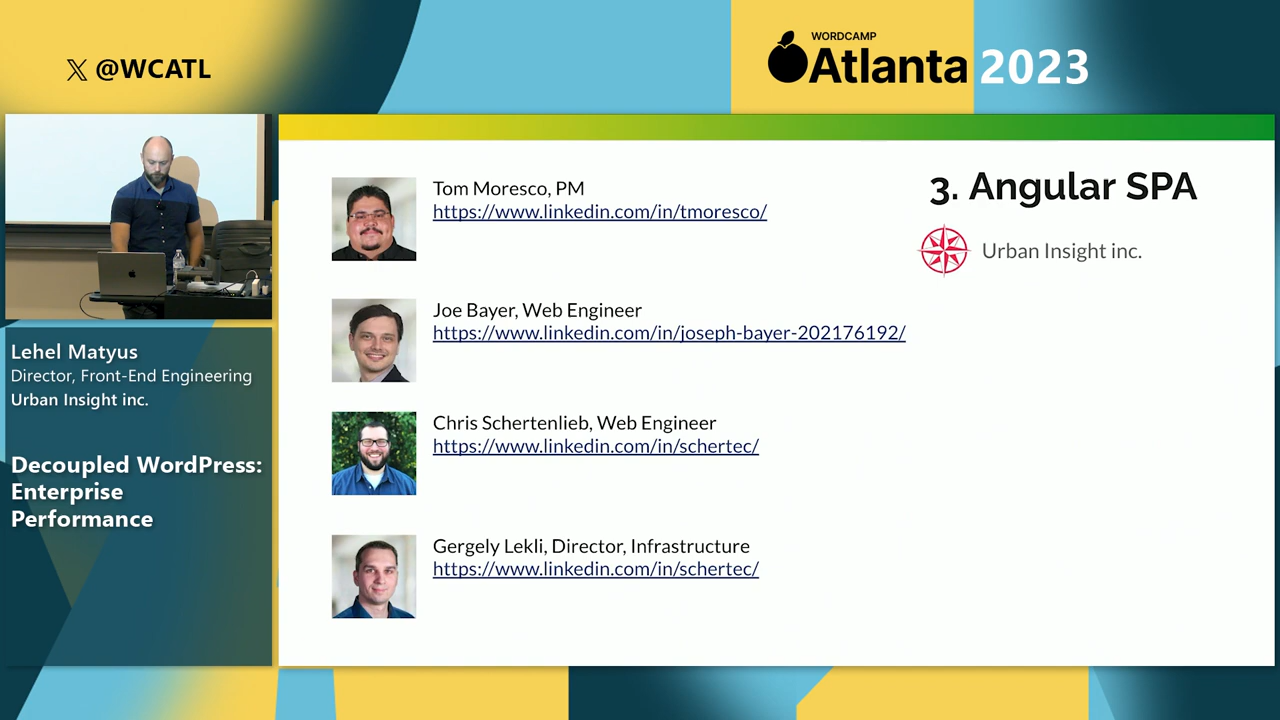 𝕏 @WCATL
WORDCAMP
Atlanta 2023
Lehel Matyus
Director, Front-End Engineering
Urban Insight inc.
Decoupled WordPress:
Enterprise
Performance
3. Angular SPA
Urban Insight inc.
Tom Moresco, PM
https://www.linkedin.com/in/tmoresco/
Joe Bayer, Web Engineer
https://www.linkedin.com/in/joseph-bayer-202176192/
Chris Schertenlieb, Web Engineer
https://www.linkedin.com/in/schertec/
Gergely Lekli, Director, Infrastructure
https://www.linkedin.com/in/schertec/